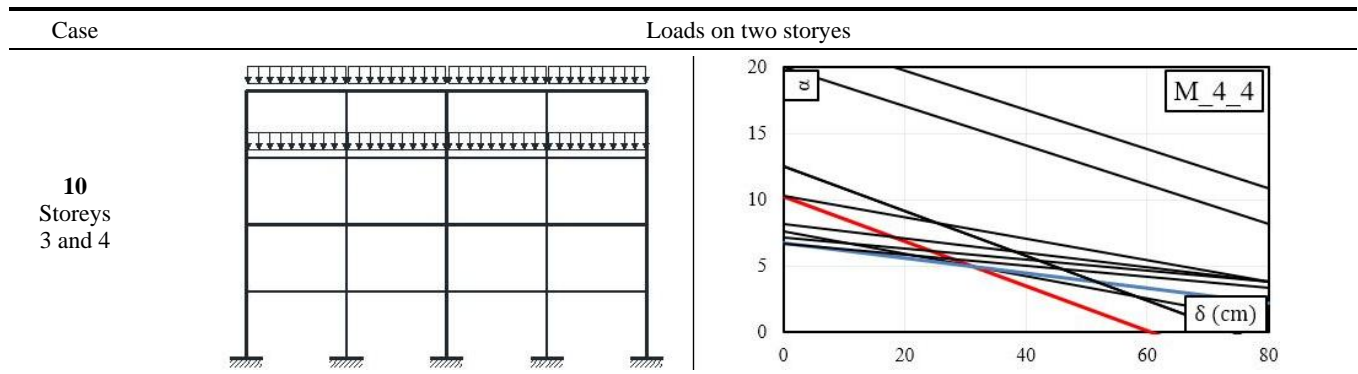 Case Loads on two storyes
10
Storeys
3 and 4
α
M_4_4
20
15
10
5
0
δ (cm)
0 20 40 60 80